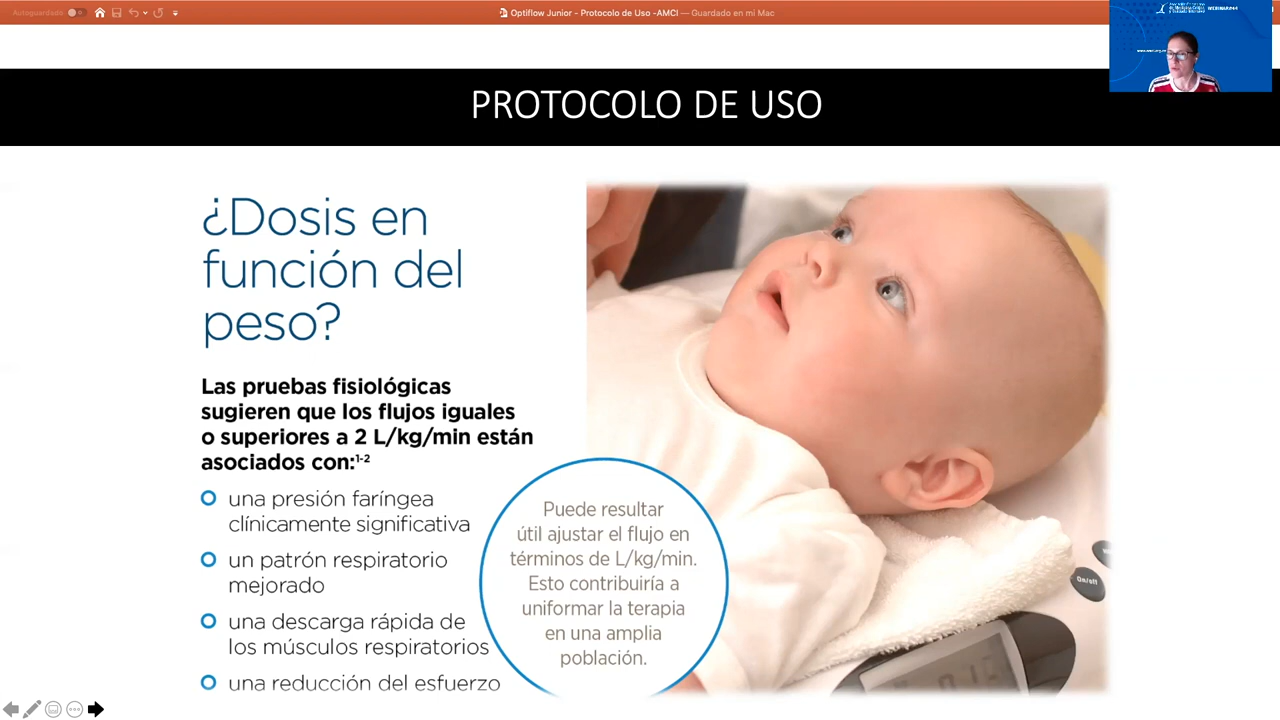 Autoguardado
Optiflow Junior - Protocolo de Uso -AMCI — Guardado en mi Mac
PROTOCOLO DE USO
¿Dosis en
función del
peso?
Las pruebas fisiológicas
sugieren que los flujos iguales
o superiores a 2 L/kg/min están
asociados con:1-2
una presión faríngea
clínicamente significativa
un patrón respiratorio
mejorado
una descarga rápida de
los músculos respiratorios
una reducción del esfuerzo
Puede resultar
útil ajustar el flujo en
términos de L/kg/min.
Esto contribuiría a
uniformar la terapia
en una amplia
población.
On/off